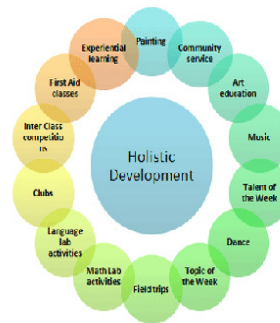 Painting
Community
service
Art
education
Music
Talent of
the Week
Dance
Topic of
the Week
Field trips
Math Lab
activities
Language
lab
activities
Clubs
Inter Class
competitio
ns
First Aid
classes
Experiential
learning
Holistic
Development